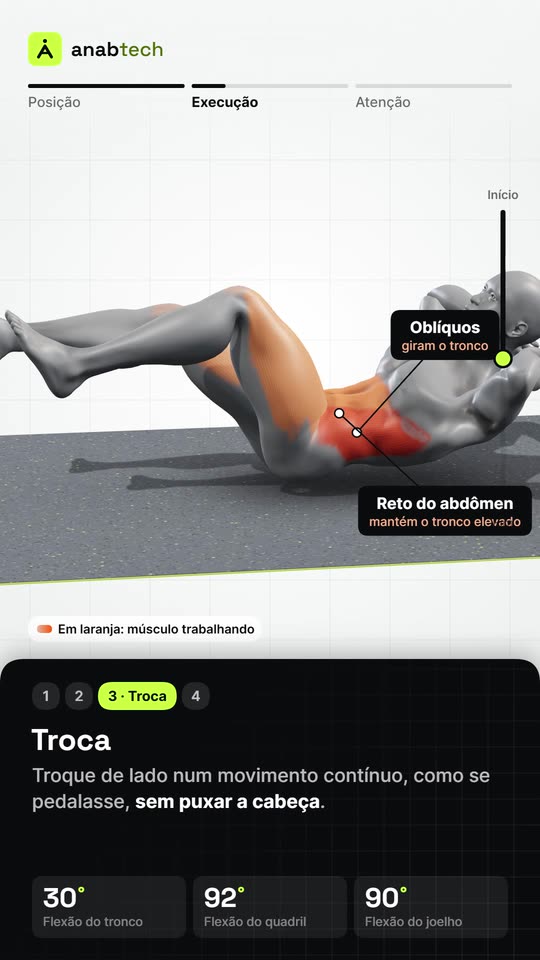 anabtech
Posição
Execução
Atenção
Início
Oblíquos
giram o tronco
Reto do abdômen
mantém o tronco elevado
Em laranja: músculo trabalhando
1
2
3 · Troca
4
Troca
Troque de lado num movimento contínuo, como se
pedalasse, sem puxar a cabeça.
30°
Flexão do tronco
92°
Flexão do quadril
90°
Flexão do joelho